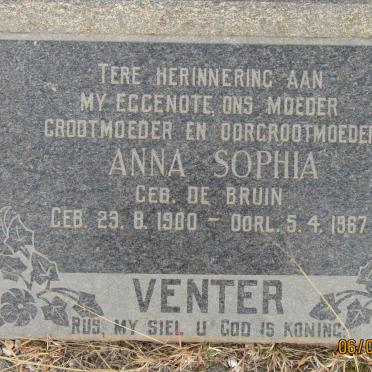 TERE HERINNERING AAN
MY EGGENOTE ONS MOEDER
GROOTMOEDER EN OORGROOTMOEDER
ANNA SOPHIA
GEB. DE BRUIN
GEB. 23. 8. 1900 - OORL. 5. 4. 1967
VENTER
RUS, MY SIEL, U GOD IS KONING.